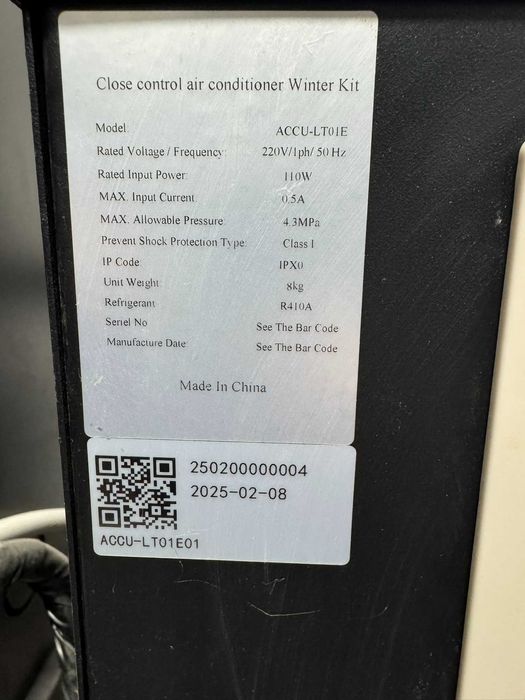 Close control air conditioner Winter Kit
Model: ACCU-LT01E
Rated Voltage / Frequency: 220V/1ph/ 50 Hz
Rated Input Power: 110W
MAX. Input Current: 0.5A
MAX. Allowable Pressure: 4.3MPa
Prevent Shock Protection Type: Class I
IP Code: IPX0
Unit Weight: 8kg
Refrigerant R410A
Seriel No See The Bar Code
Manufacture Date: See The Bar Code
Made In China
250200000004
2025-02-08
ACCU-LT01E01